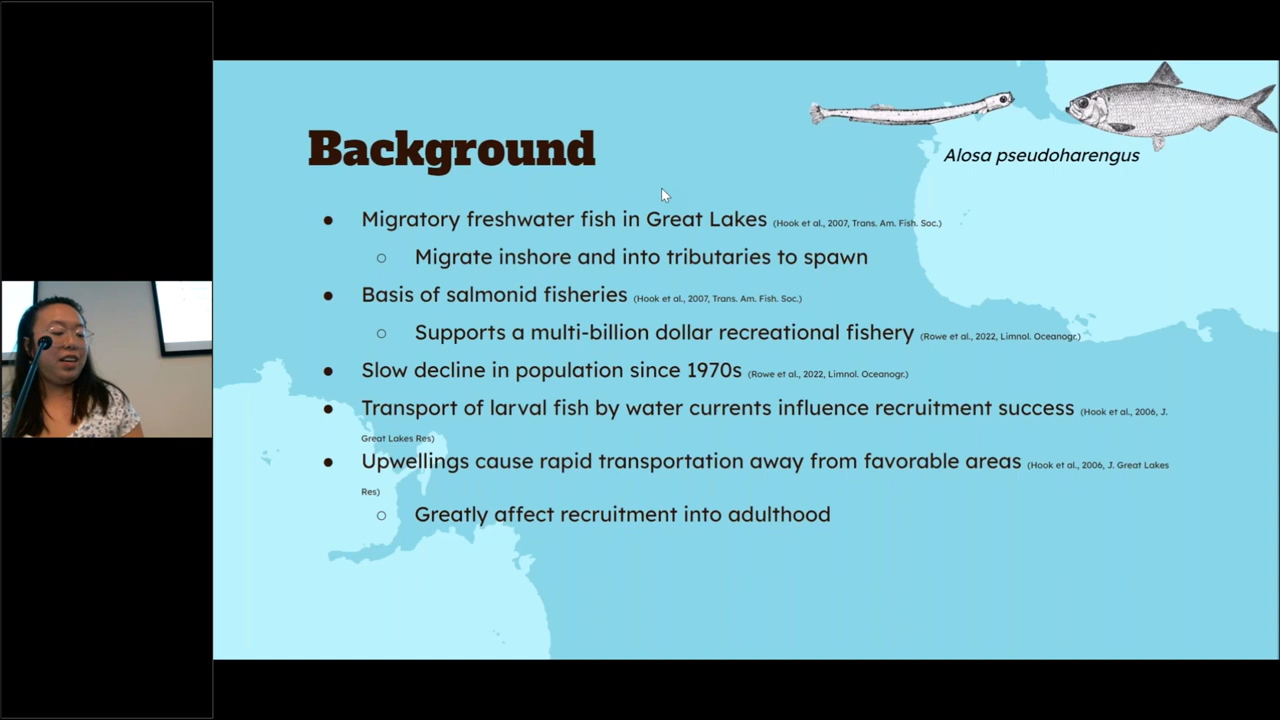 Background
Alosa pseudoharengus
● Migratory freshwater fish in Great Lakes (Hook et al., 2007, Trans. Am. Fish. Soc.)
○ Migrate inshore and into tributaries to spawn
● Basis of salmonid fisheries (Hook et al., 2007, Trans. Am. Fish. Soc.)
○ Supports a multi-billion dollar recreational fishery (Rowe et al., 2022, Limnol. Oceanogr.)
● Slow decline in population since 1970s (Rowe et al., 2022, Limnol. Oceanogr.)
● Transport of larval fish by water currents influence recruitment success (Hook et al., 2006, J.
Great Lakes Res)
● Upwellings cause rapid transportation away from favorable areas (Hook et al., 2006, J. Great Lakes
Res)
○ Greatly affect recruitment into adulthood